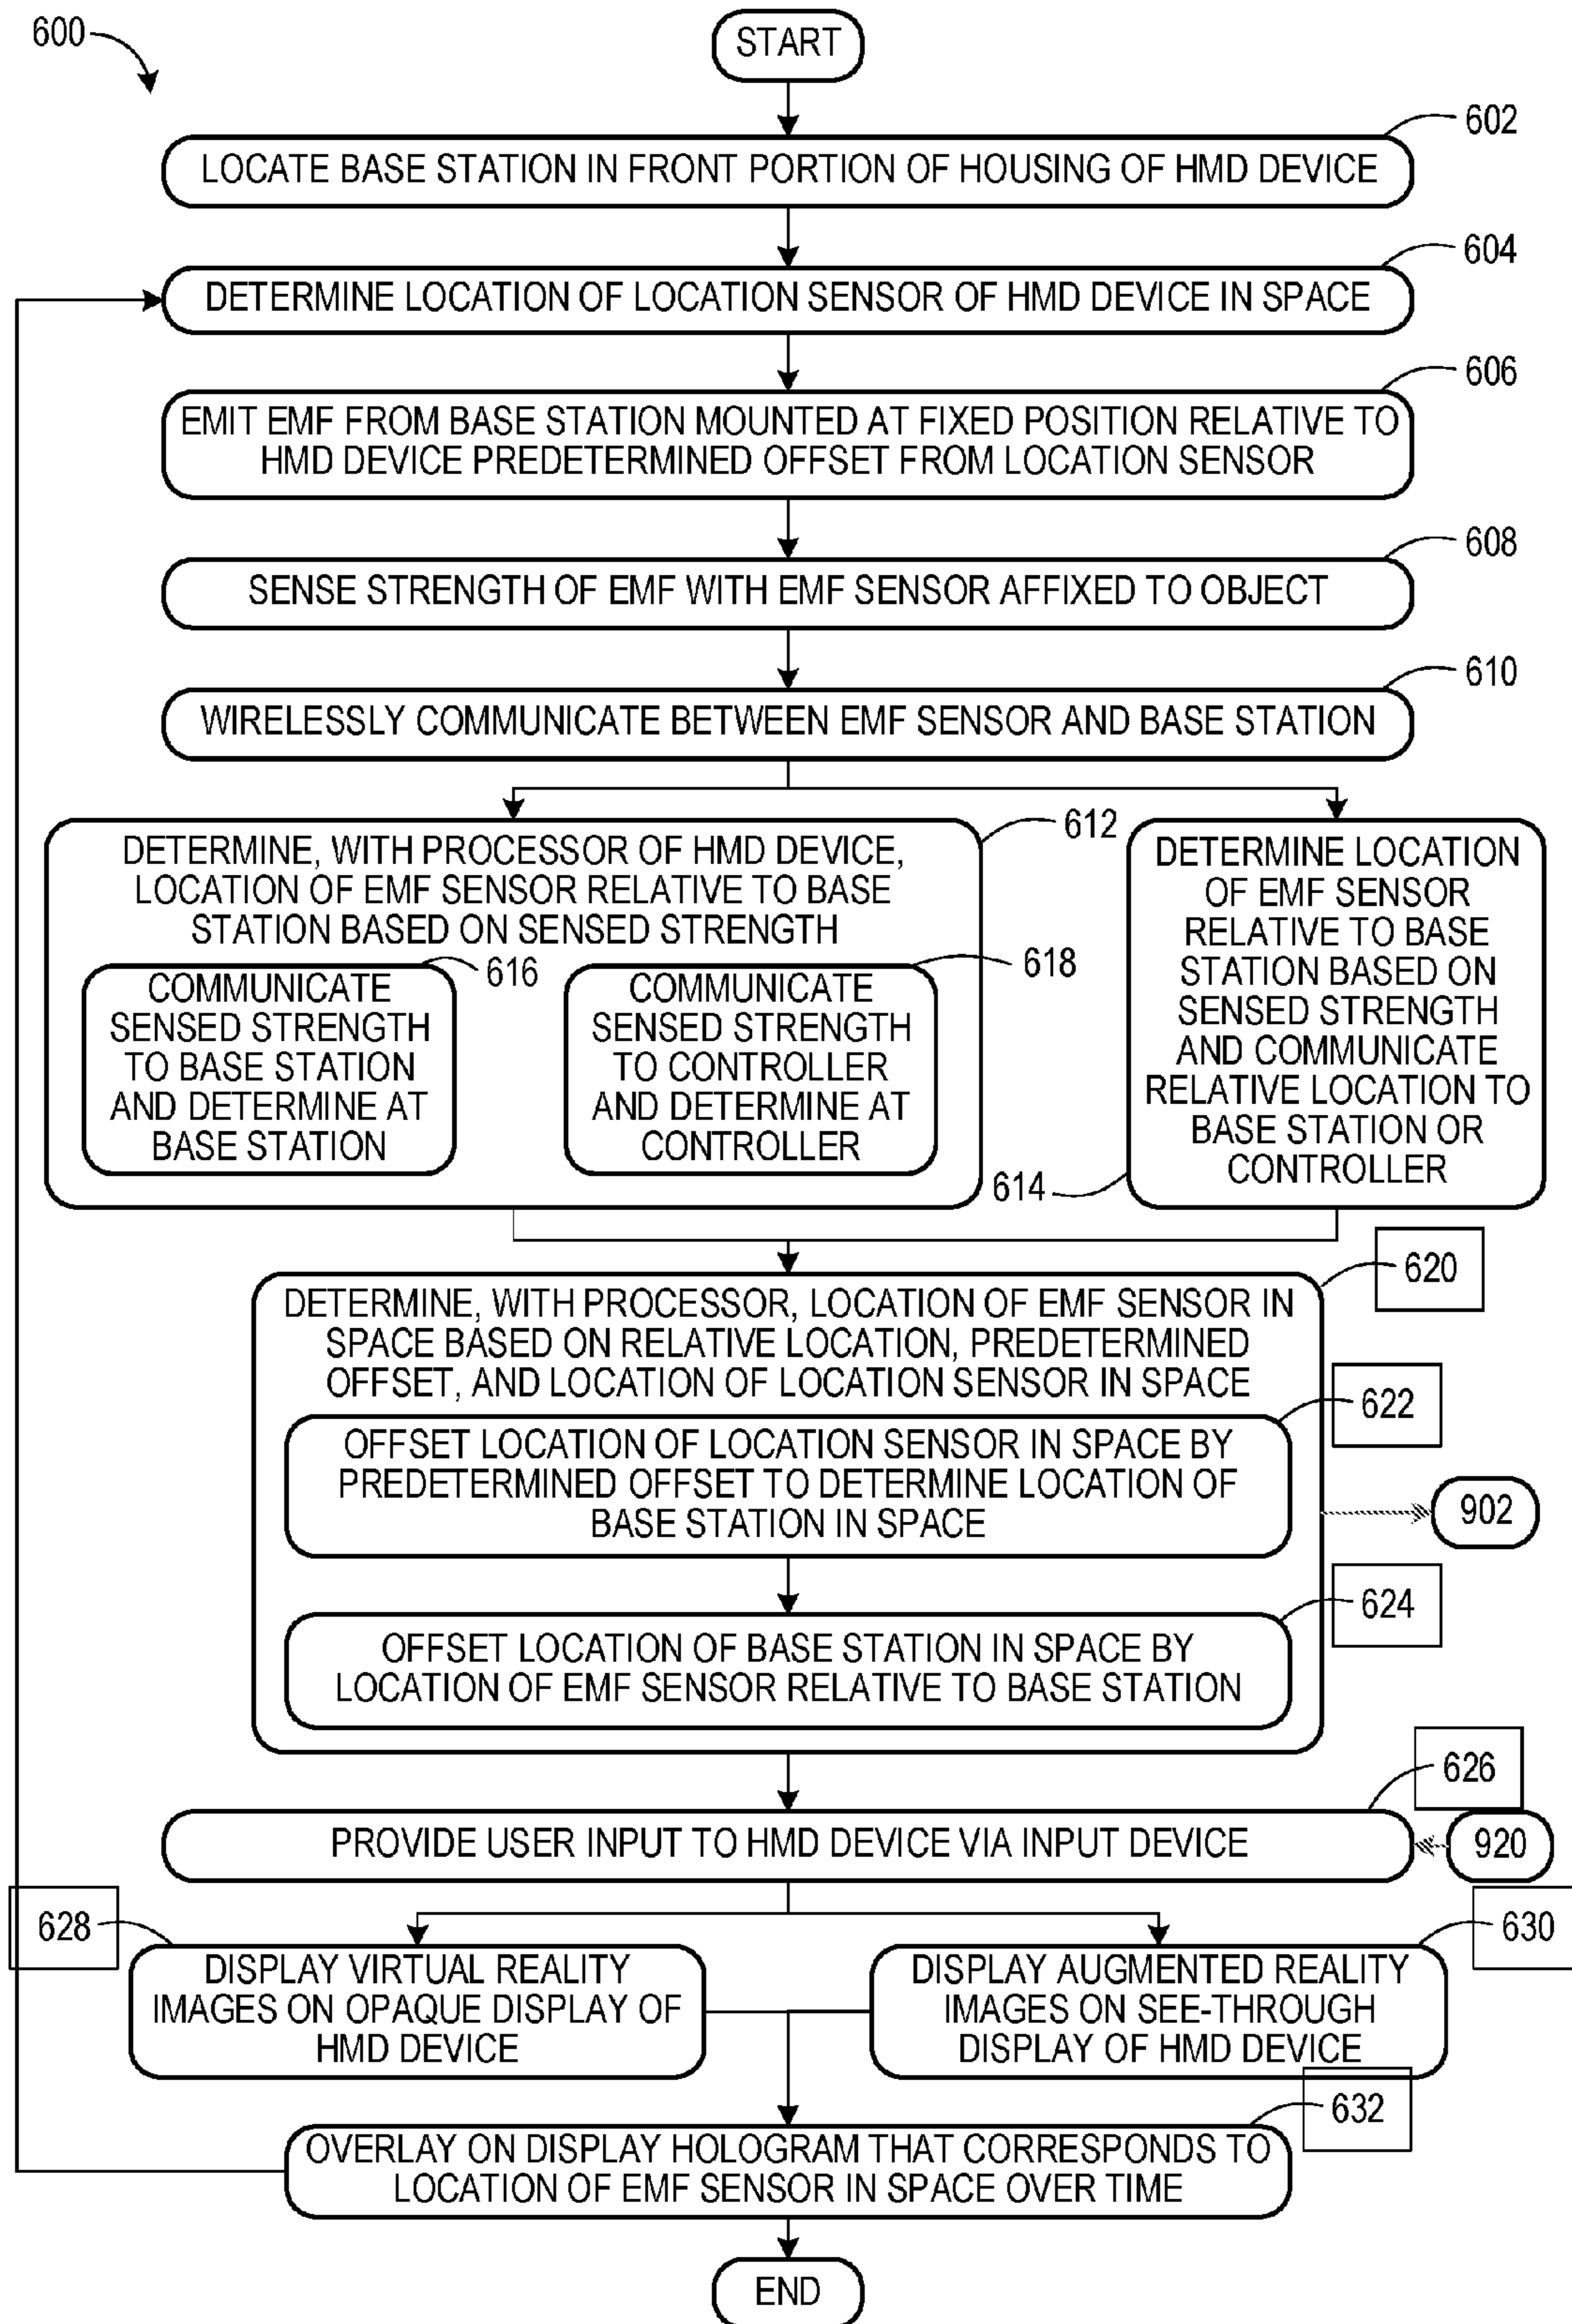 600
START
602
LOCATE BASE STATION IN FRONT PORTION OF HOUSING OF HMD DEVICE
604
DETERMINE LOCATION OF LOCATION SENSOR OF HMD DEVICE IN SPACE
606
EMIT EMF FROM BASE STATION MOUNTED AT FIXED POSITION RELATIVE TO
HMD DEVICE PREDETERMINED OFFSET FROM LOCATION SENSOR
608
SENSE STRENGTH OF EMF WITH EMF SENSOR AFFIXED TO OBJECT
610
WIRELESSLY COMMUNICATE BETWEEN EMF SENSOR AND BASE STATION
612
DETERMINE, WITH PROCESSOR OF HMD DEVICE,
LOCATION OF EMF SENSOR RELATIVE TO BASE
STATION BASED ON SENSED STRENGTH
616
COMMUNICATE
SENSED STRENGTH
TO BASE STATION
AND DETERMINE AT
BASE STATION
618
COMMUNICATE
SENSED STRENGTH
TO CONTROLLER
AND DETERMINE AT
CONTROLLER
DETERMINE LOCATION
OF EMF SENSOR
RELATIVE TO BASE
STATION BASED ON
SENSED STRENGTH
AND COMMUNICATE
RELATIVE LOCATION TO
BASE STATION OR
CONTROLLER
614
620
DETERMINE, WITH PROCESSOR, LOCATION OF EMF SENSOR IN
SPACE BASED ON RELATIVE LOCATION, PREDETERMINED
OFFSET, AND LOCATION OF LOCATION SENSOR IN SPACE
622
OFFSET LOCATION OF LOCATION SENSOR IN SPACE BY
PREDETERMINED OFFSET TO DETERMINE LOCATION OF
BASE STATION IN SPACE
902
624
OFFSET LOCATION OF BASE STATION IN SPACE BY
LOCATION OF EMF SENSOR RELATIVE TO BASE STATION
626
PROVIDE USER INPUT TO HMD DEVICE VIA INPUT DEVICE
920
628
DISPLAY VIRTUAL REALITY
IMAGES ON OPAQUE DISPLAY OF
HMD DEVICE
630
DISPLAY AUGMENTED REALITY
IMAGES ON SEE-THROUGH
DISPLAY OF HMD DEVICE
632
OVERLAY ON DISPLAY HOLOGRAM THAT CORRESPONDS TO
LOCATION OF EMF SENSOR IN SPACE OVER TIME
END